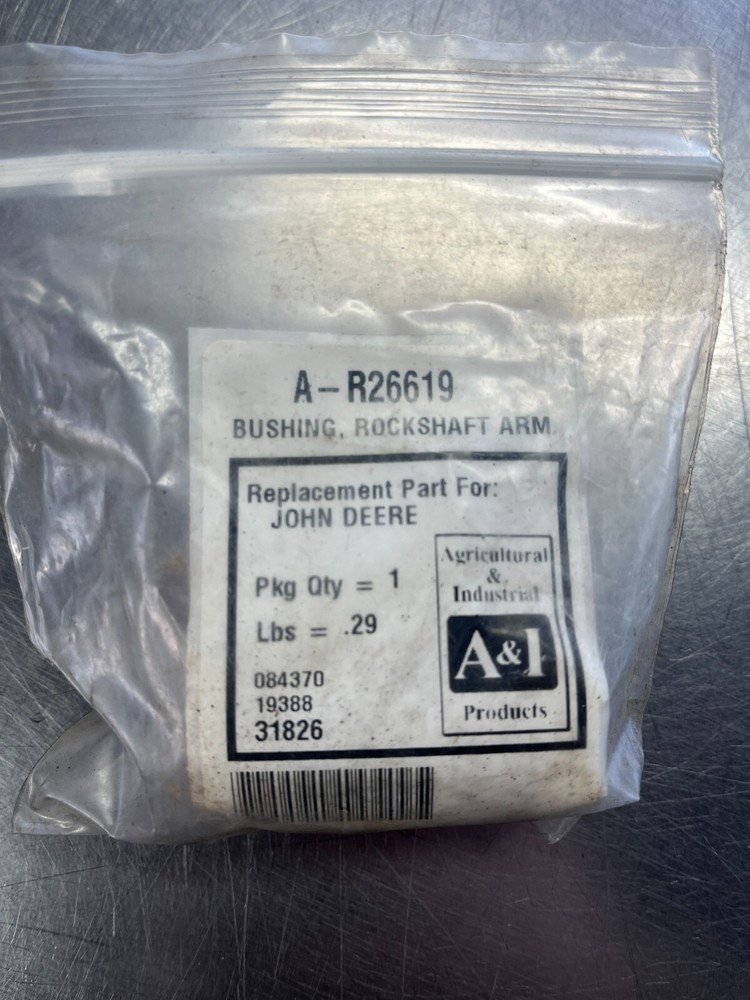 A-R26619
BUSHING, ROCKSHAFT ARM
Replacement Part For:
JOHN DEERE
Pkg Qty = 1
Lbs = .29
084370
19388
31826
Agricultural
&
Industrial
A&I
Products